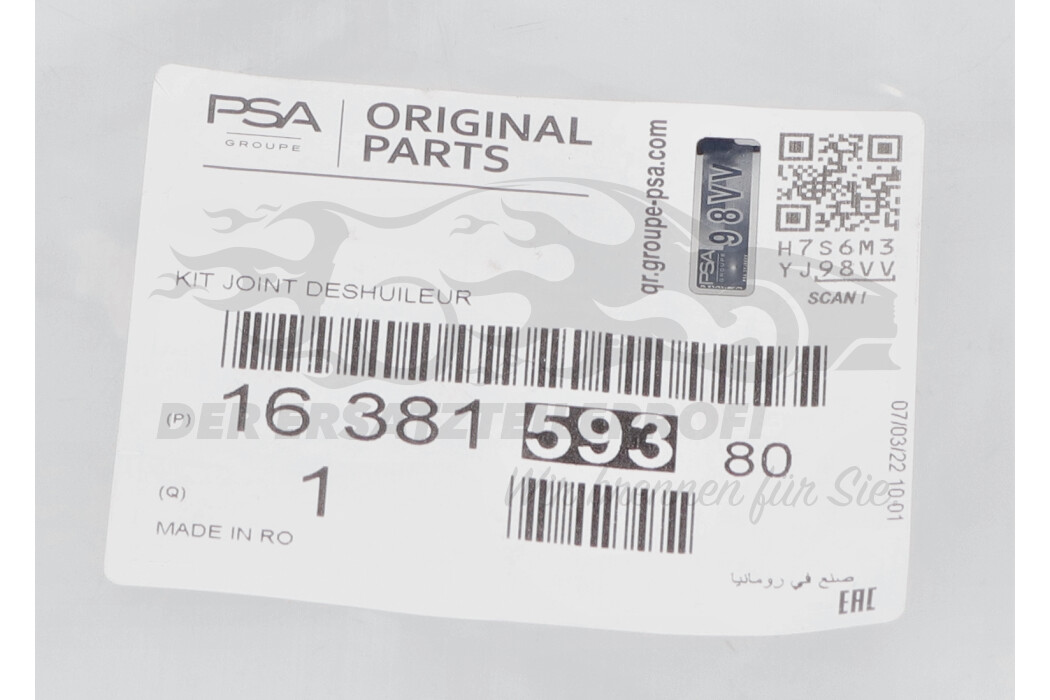 PSA
GROUPE
ORIGINAL
PARTS
qr.groupe-psa.com
PSA
GROUPE
98VV
H7S6M3
YJ98VV
SCAN!
KIT JOINT DESHUILEUR
(P) 16 381 593 80
DER ERSATZTEILEPROFI
Wir brennen für Sie.
(Q) 1
MADE IN RO
07/03/22 10:01
صنع في رومانيا
EAC